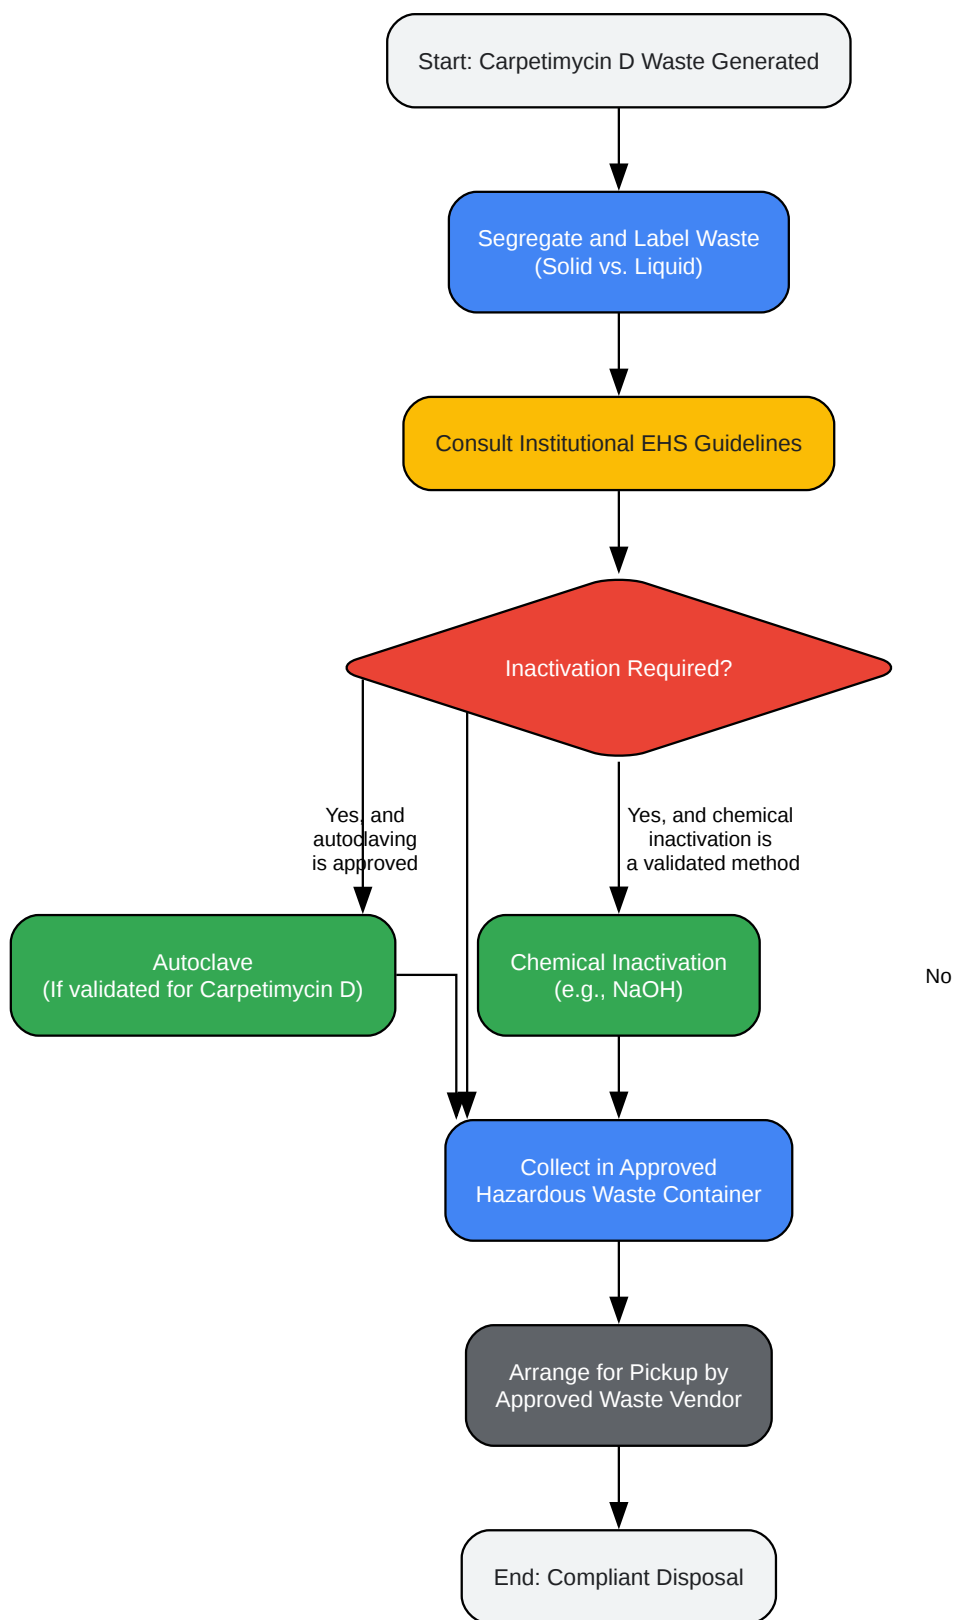 Start: Carpetimycin D Waste Generated
Segregate and Label Waste
(Solid vs. Liquid)
Consult Institutional EHS Guidelines
Inactivation Required?
Yes, and
autoclaving
is approved
Yes, and chemical
inactivation is
a validated method
Autoclave
(If validated for Carpetimycin D)
Chemical Inactivation
(e.g., NaOH)
No
Collect in Approved
Hazardous Waste Container
Arrange for Pickup by
Approved Waste Vendor
End: Compliant Disposal